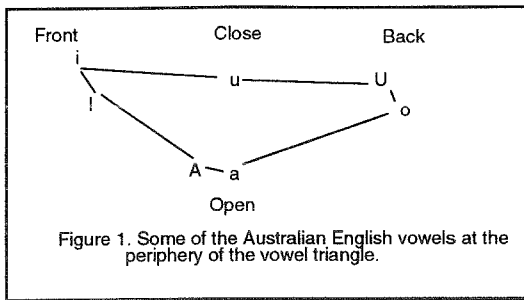 Front Close Back
i
u U
I o
A a
Open
Figure 1. Some of the Australian English vowels at the
periphery of the vowel triangle.